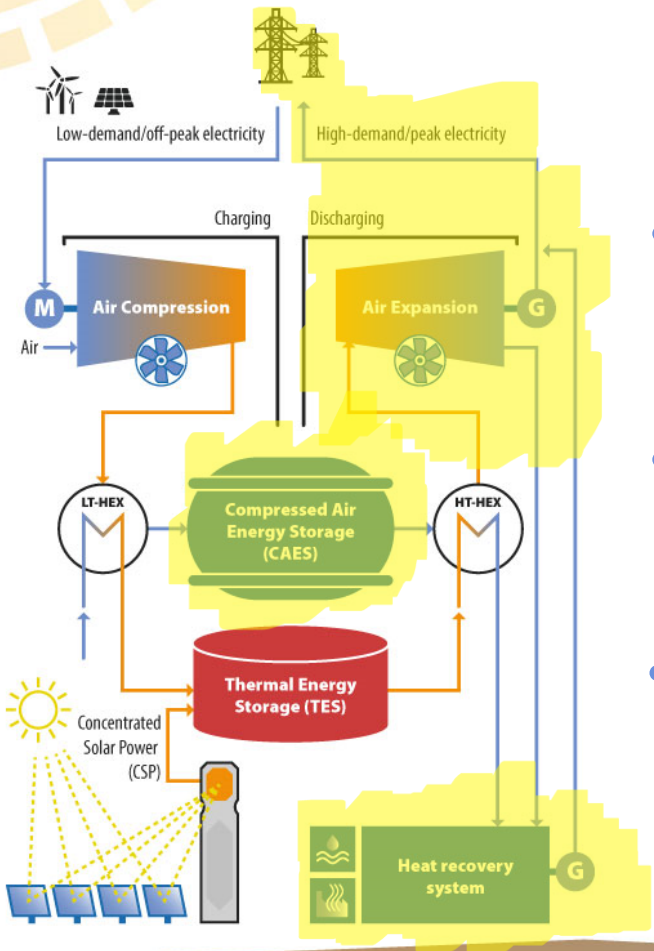 Low-demand/off-peak electricity
High-demand/peak electricity
Charging
Discharging
M
Air Compression
Air Expansion
G
Air
LT-HEX
Compressed Air
Energy Storage
(CAES)
HT-HEX
Thermal Energy
Storage (TES)
Concentrated
Solar Power
(CSP)
Heat recovery
system
G